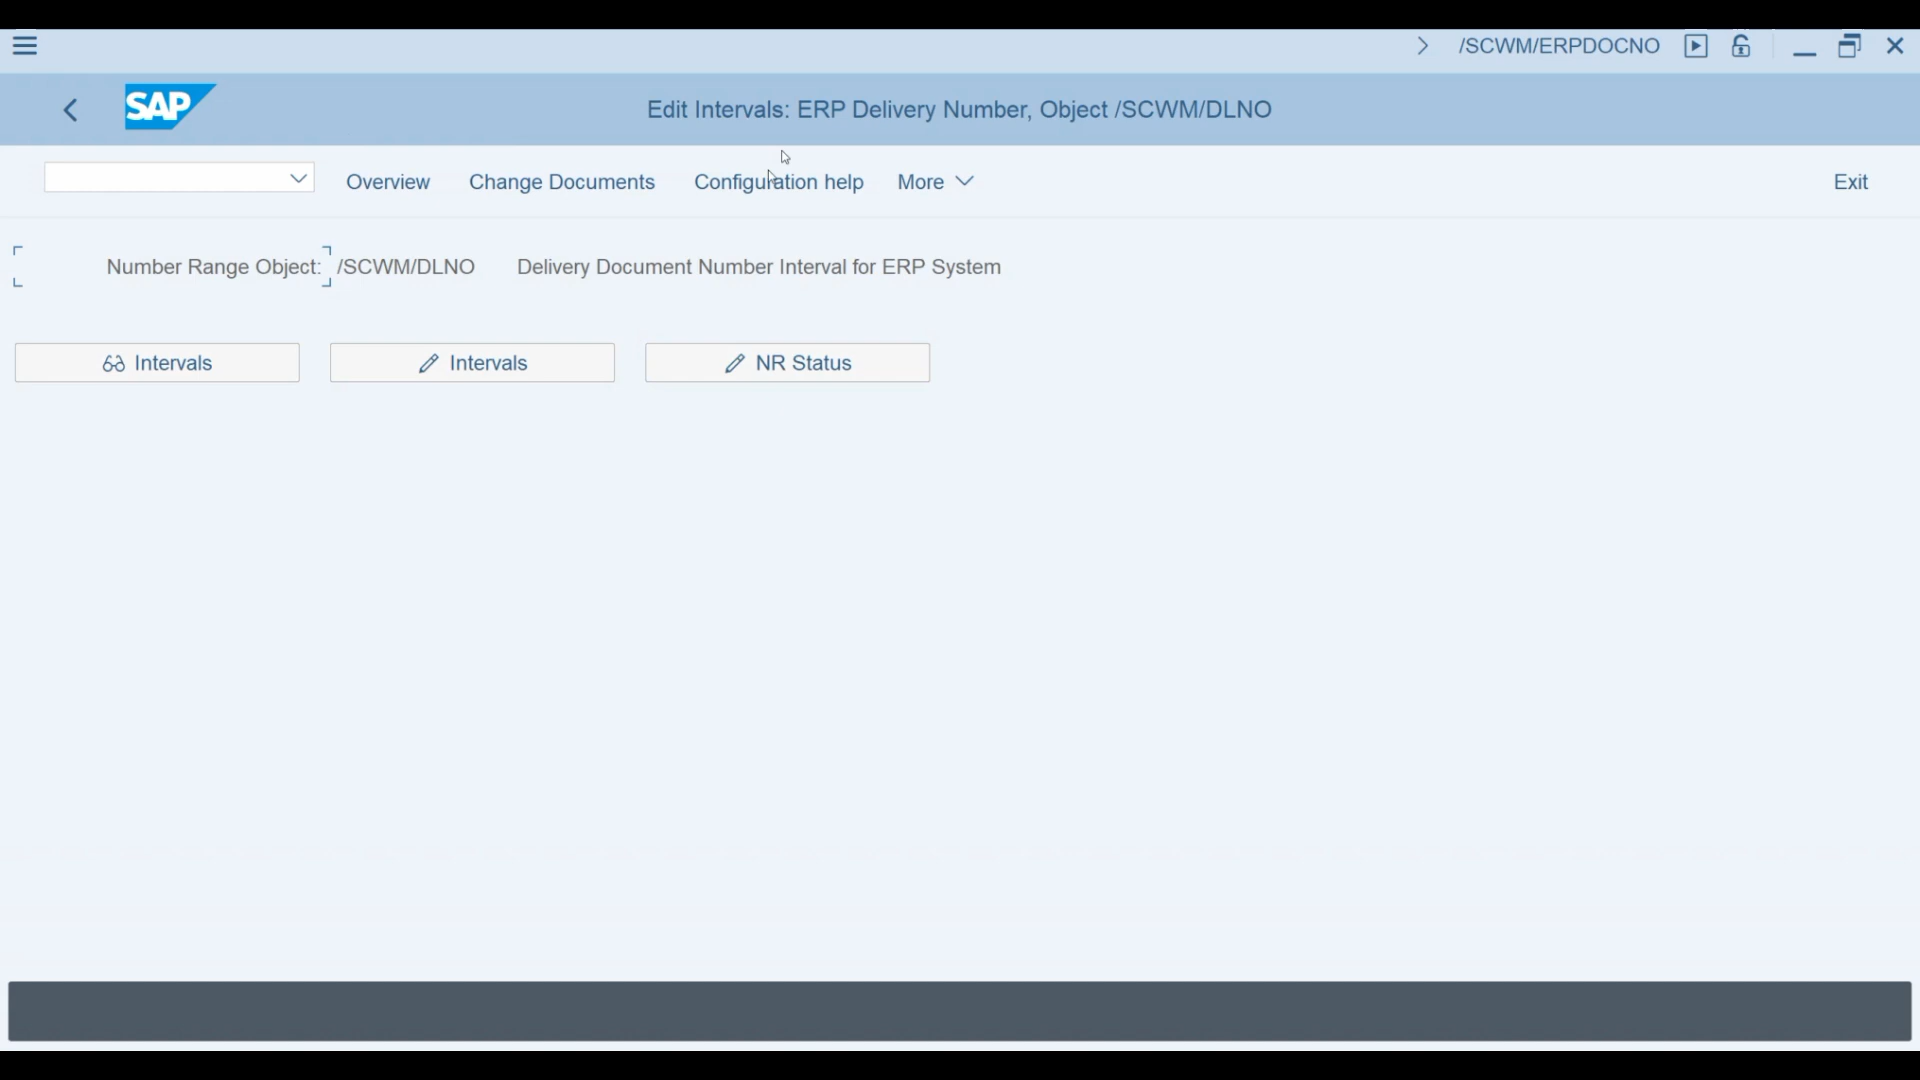 /SCWM/ERPDOCNO
SAP
Edit Intervals: ERP Delivery Number, Object /SCWM/DLNO
Overview Change Documents Configuration help More Exit
Number Range Object: /SCWM/DLNO Delivery Document Number Interval for ERP System
Intervals Intervals NR Status